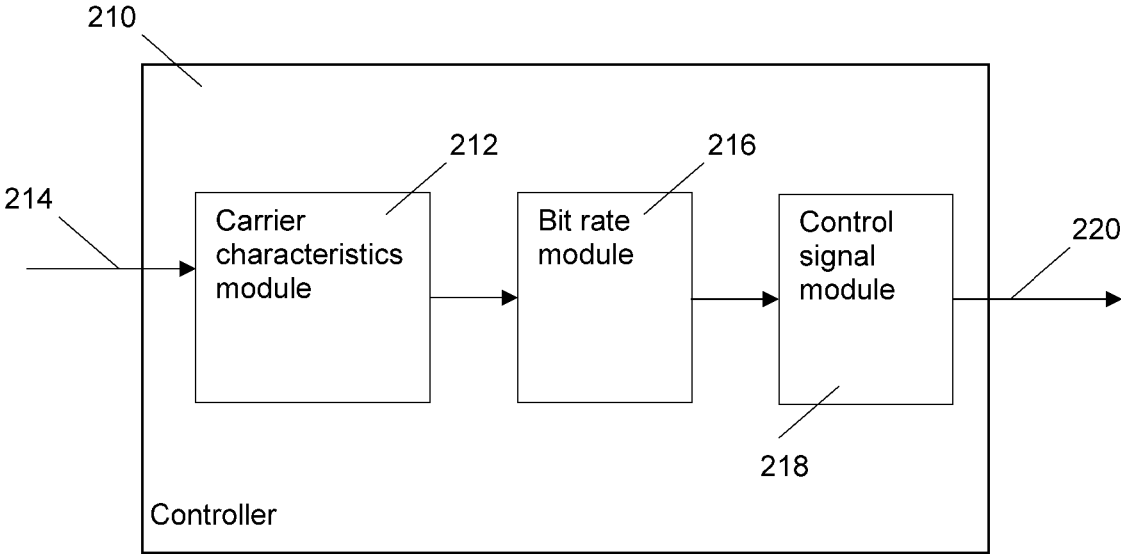 210
212
216
214
220
Carrier
characteristics
module
Bit rate
module
Control
signal
module
218
Controller